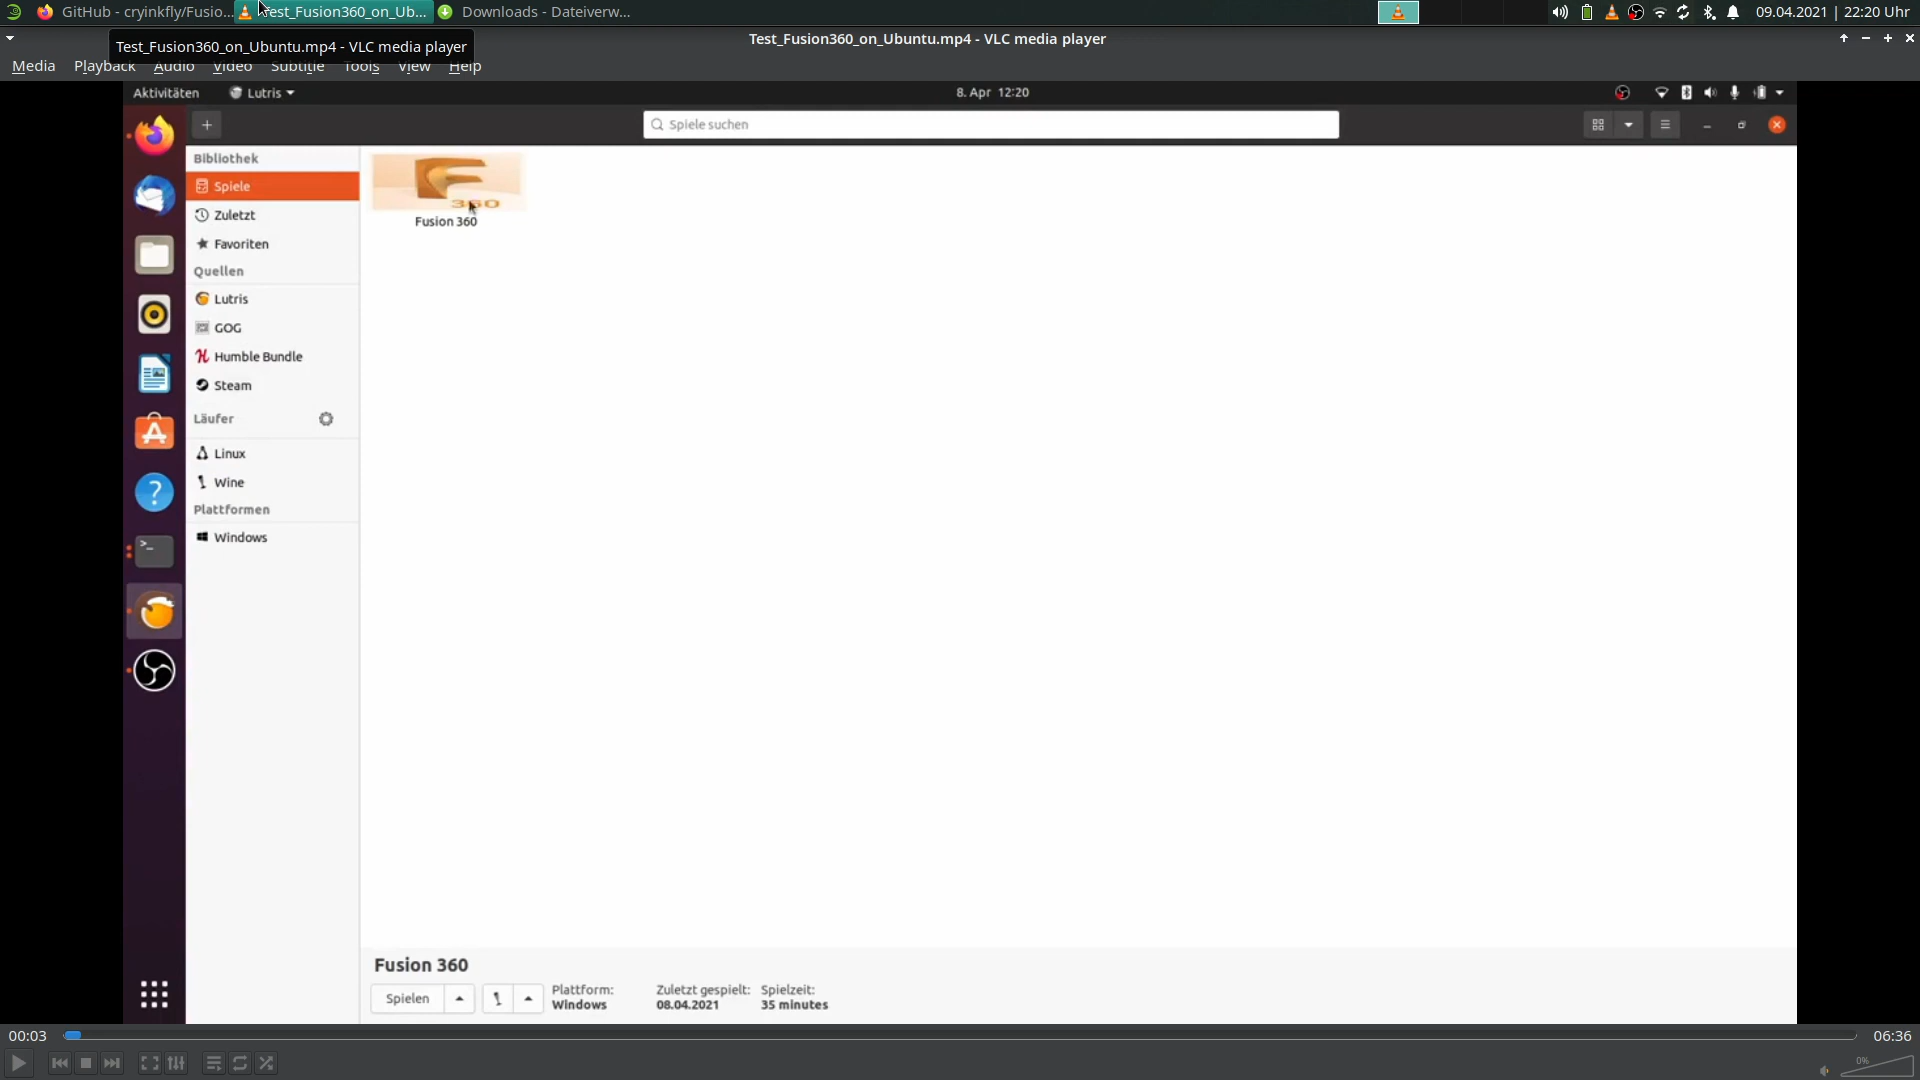 GitHub - cryinkfly/Fusio...
Test_Fusion360_on_Ub...
Downloads - Dateiverw...
09.04.2021 | 22:20 Uhr
Test_Fusion360_on_Ubuntu.mp4 - VLC media player
Test_Fusion360_on_Ubuntu.mp4 - VLC media player
Media Playback Audio Video Subtitle Tools View Help
Aktivitäten
Lutris
8. Apr 12:20
Spiele suchen
Bibliothek
Spiele
Zuletzt
Favoriten
Quellen
Lutris
GOG
Humble Bundle
Steam
Läufer
Linux
Wine
Plattformen
Windows
360
Fusion 360
Fusion 360
Spielen
Plattform:
Windows
Zuletzt gespielt:
08.04.2021
Spielzeit:
35 minutes
00:03
06:36
0%